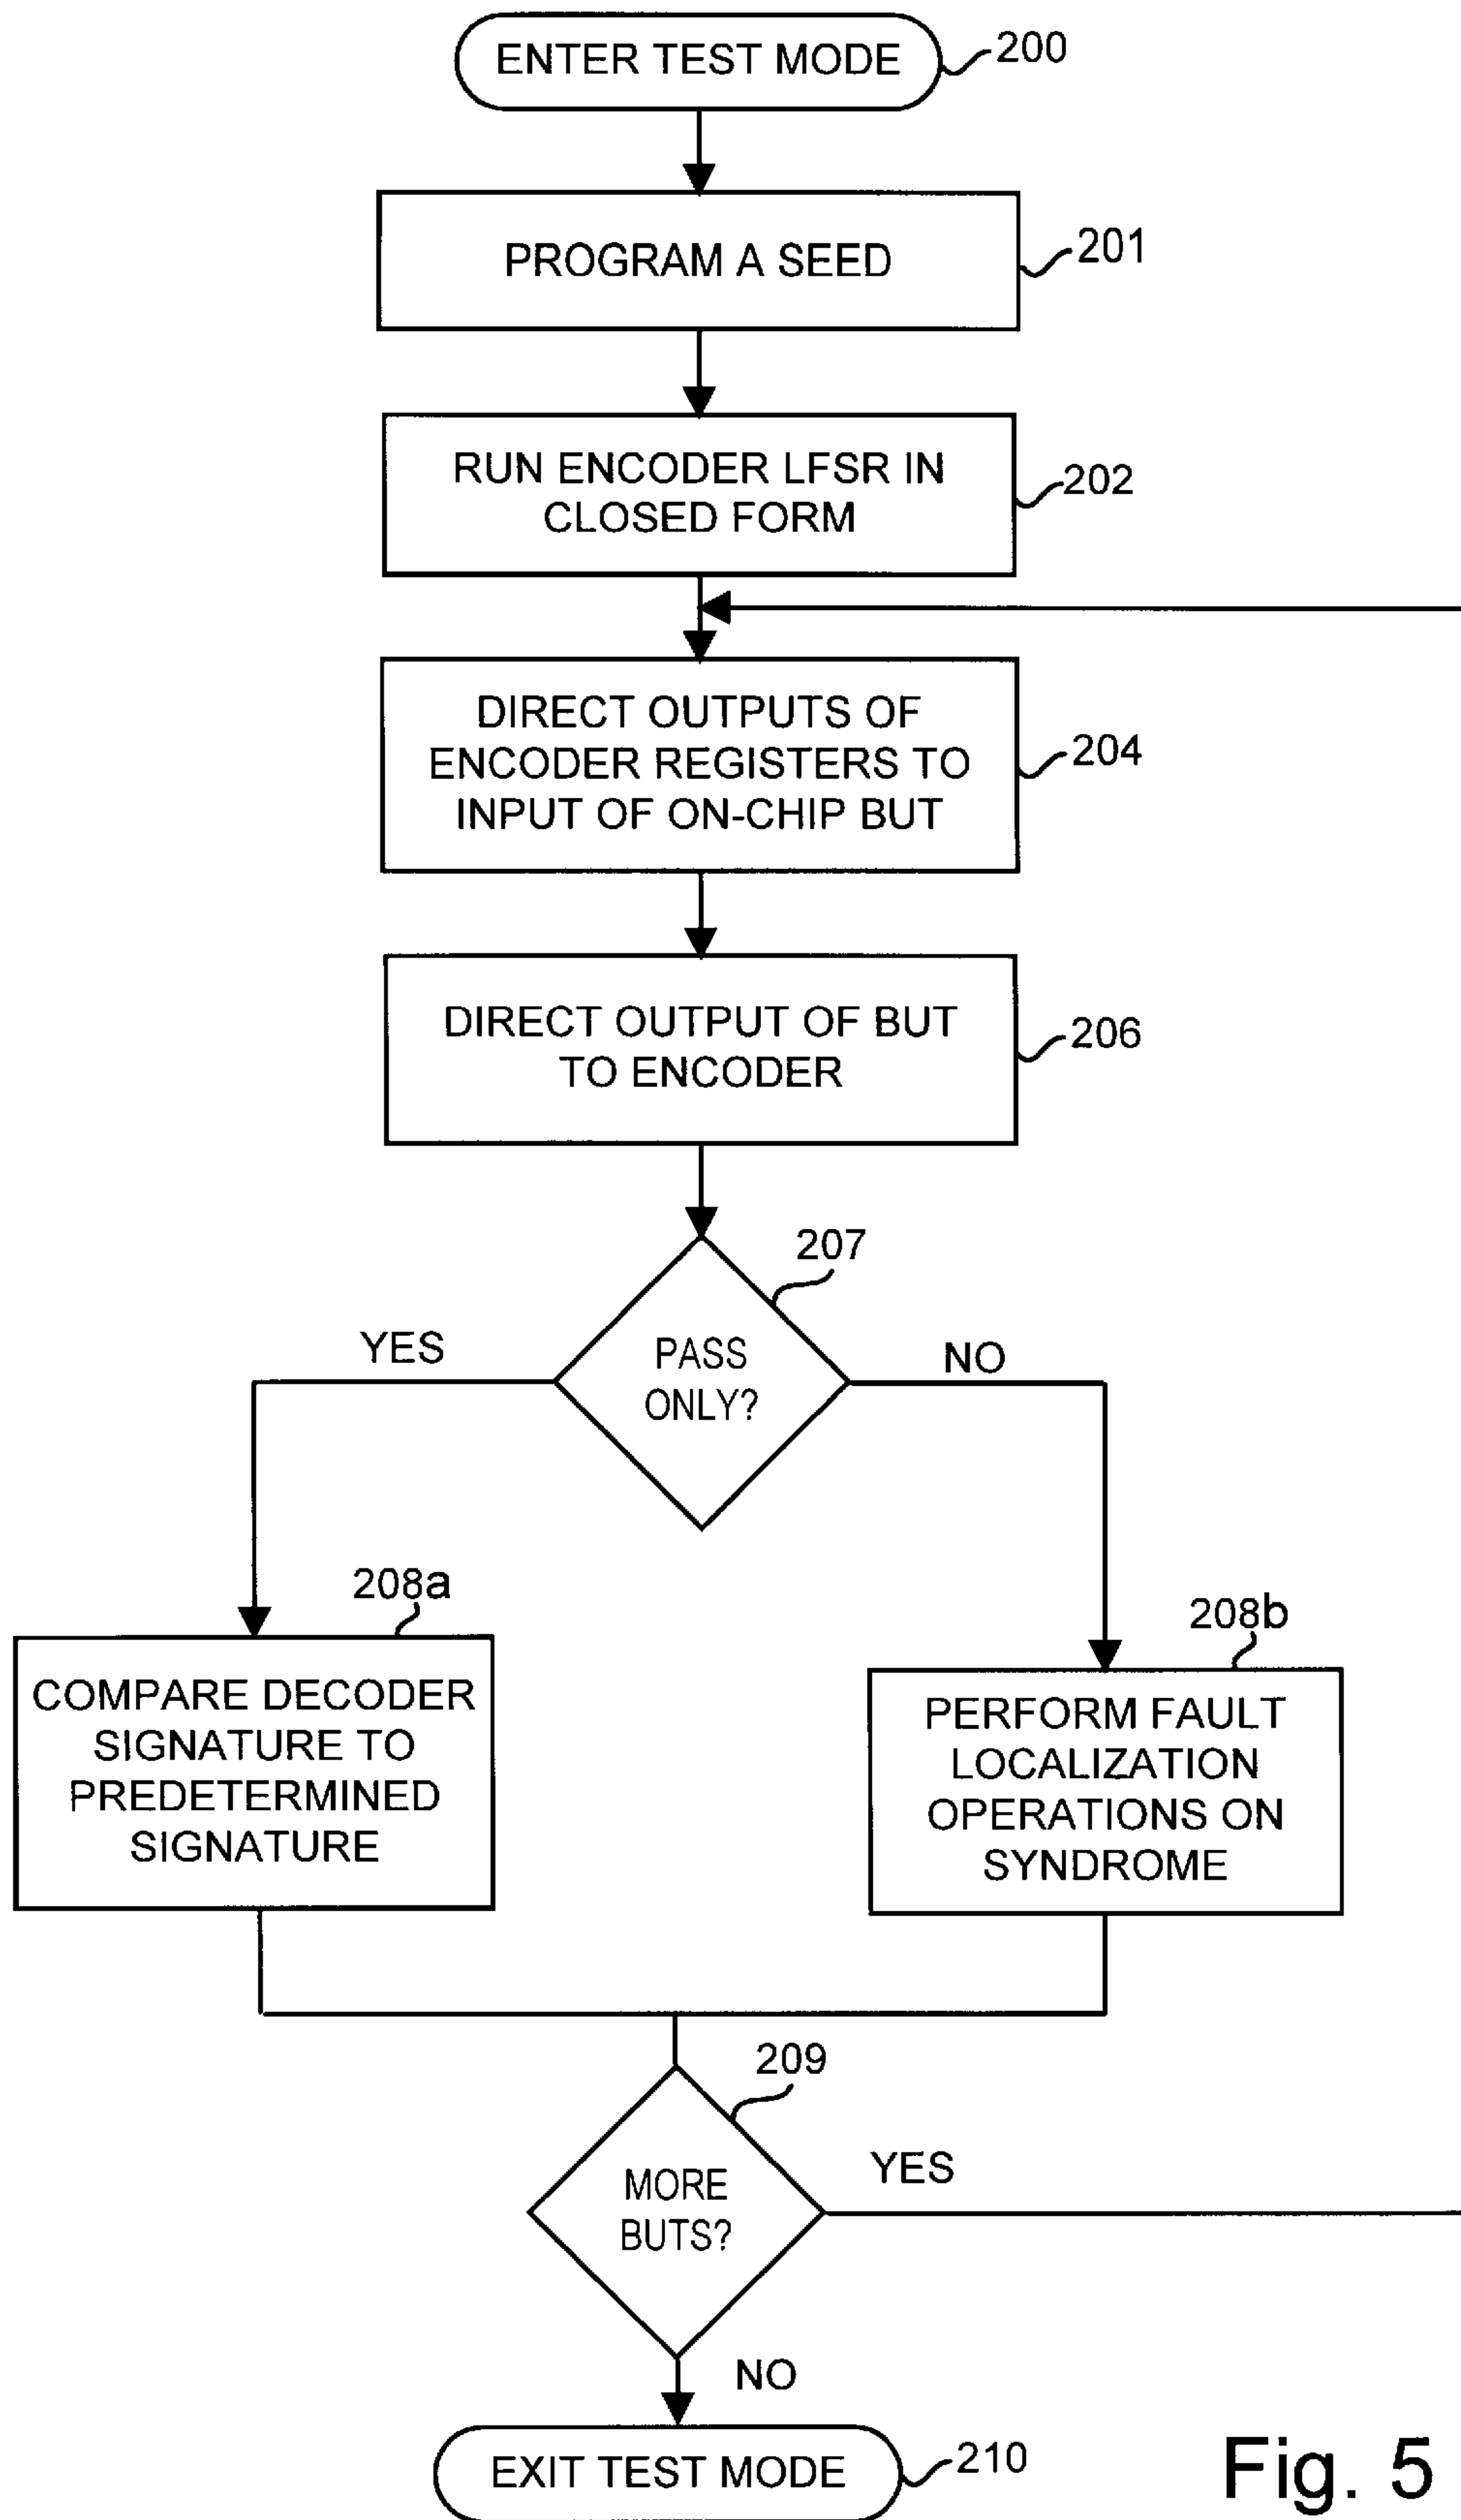 ENTER TEST MODE
200
PROGRAM A SEED
201
RUN ENCODER LFSR IN
CLOSED FORM
202
DIRECT OUTPUTS OF
ENCODER REGISTERS TO
INPUT OF ON-CHIP BUT
204
DIRECT OUTPUT OF BUT
TO ENCODER
206
207
PASS
ONLY?
YES
NO
208a
COMPARE DECODER
SIGNATURE TO
PREDETERMINED
SIGNATURE
208b
PERFORM FAULT
LOCALIZATION
OPERATIONS ON
SYNDROME
209
MORE
BUTS?
YES
NO
EXIT TEST MODE
210
Fig. 5